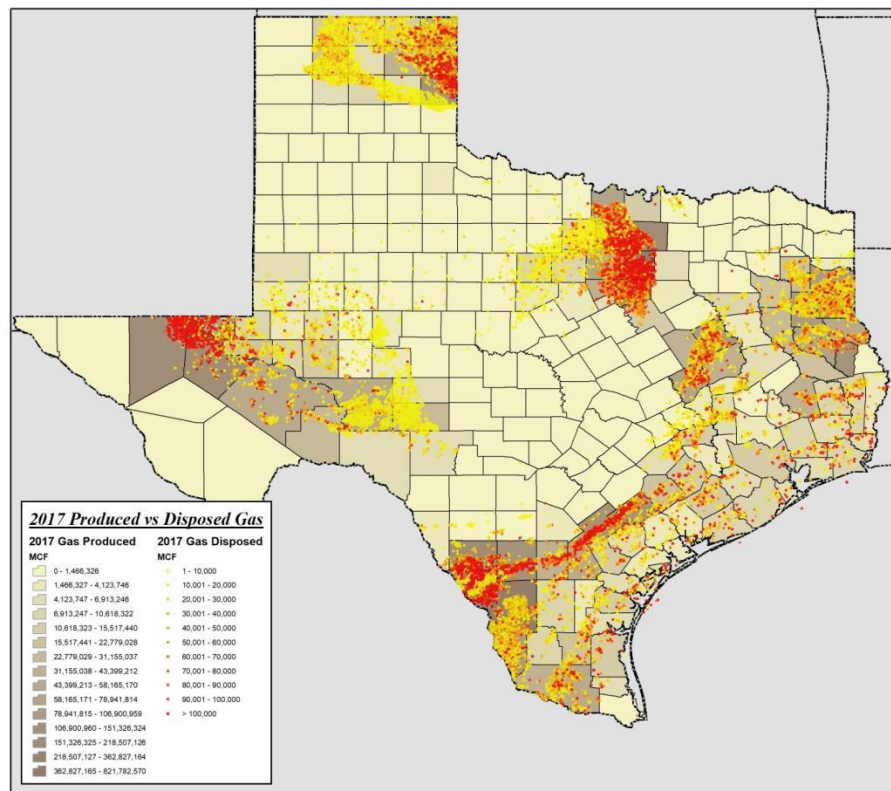 2017 Produced vs Disposed Gas
2017 Gas Produced
MCF
0 - 1,466,326
1,466,327 - 4,123,746
4,123,747 - 6,913,246
6,913,247 - 10,618,322
10,618,323 - 15,517,440
15,517,441 - 22,779,028
22,779,029 - 31,155,037
31,155,038 - 43,399,212
43,399,213 - 58,165,170
58,165,171 - 78,941,814
78,941,815 - 106,900,959
106,900,960 - 151,326,324
151,326,325 - 218,507,126
218,507,127 - 362,827,164
362,827,165 - 821,782,570
2017 Gas Disposed
MCF
1 - 10,000
10,001 - 20,000
20,001 - 30,000
30,001 - 40,000
40,001 - 50,000
50,001 - 60,000
60,001 - 70,000
70,001 - 80,000
80,001 - 90,000
90,001 - 100,000
> 100,000